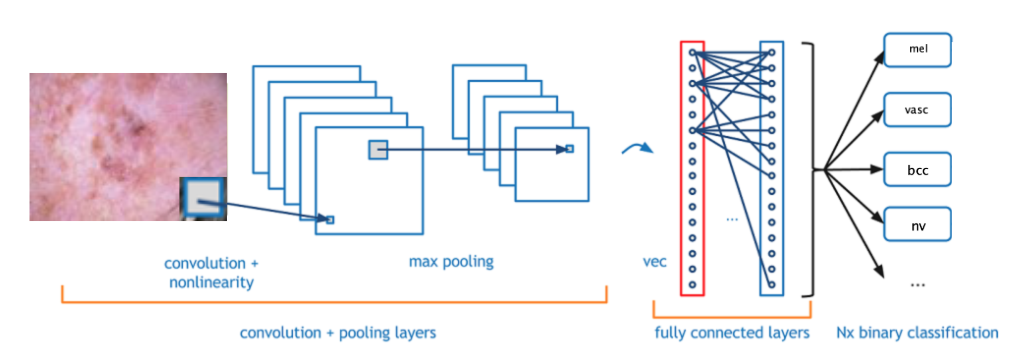 mel
vasc
bcc
nv
...
...
convolution +
nonlinearity
max pooling
vec
convolution + pooling layers
fully connected layers
Nx binary classification